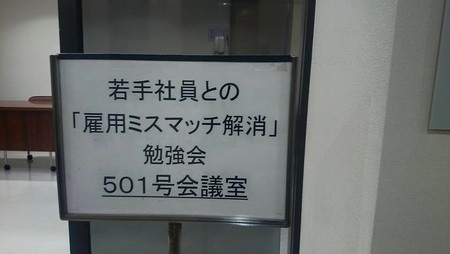 若手社員との
「雇用ミスマッチ解消」
勉強会
501号会議室